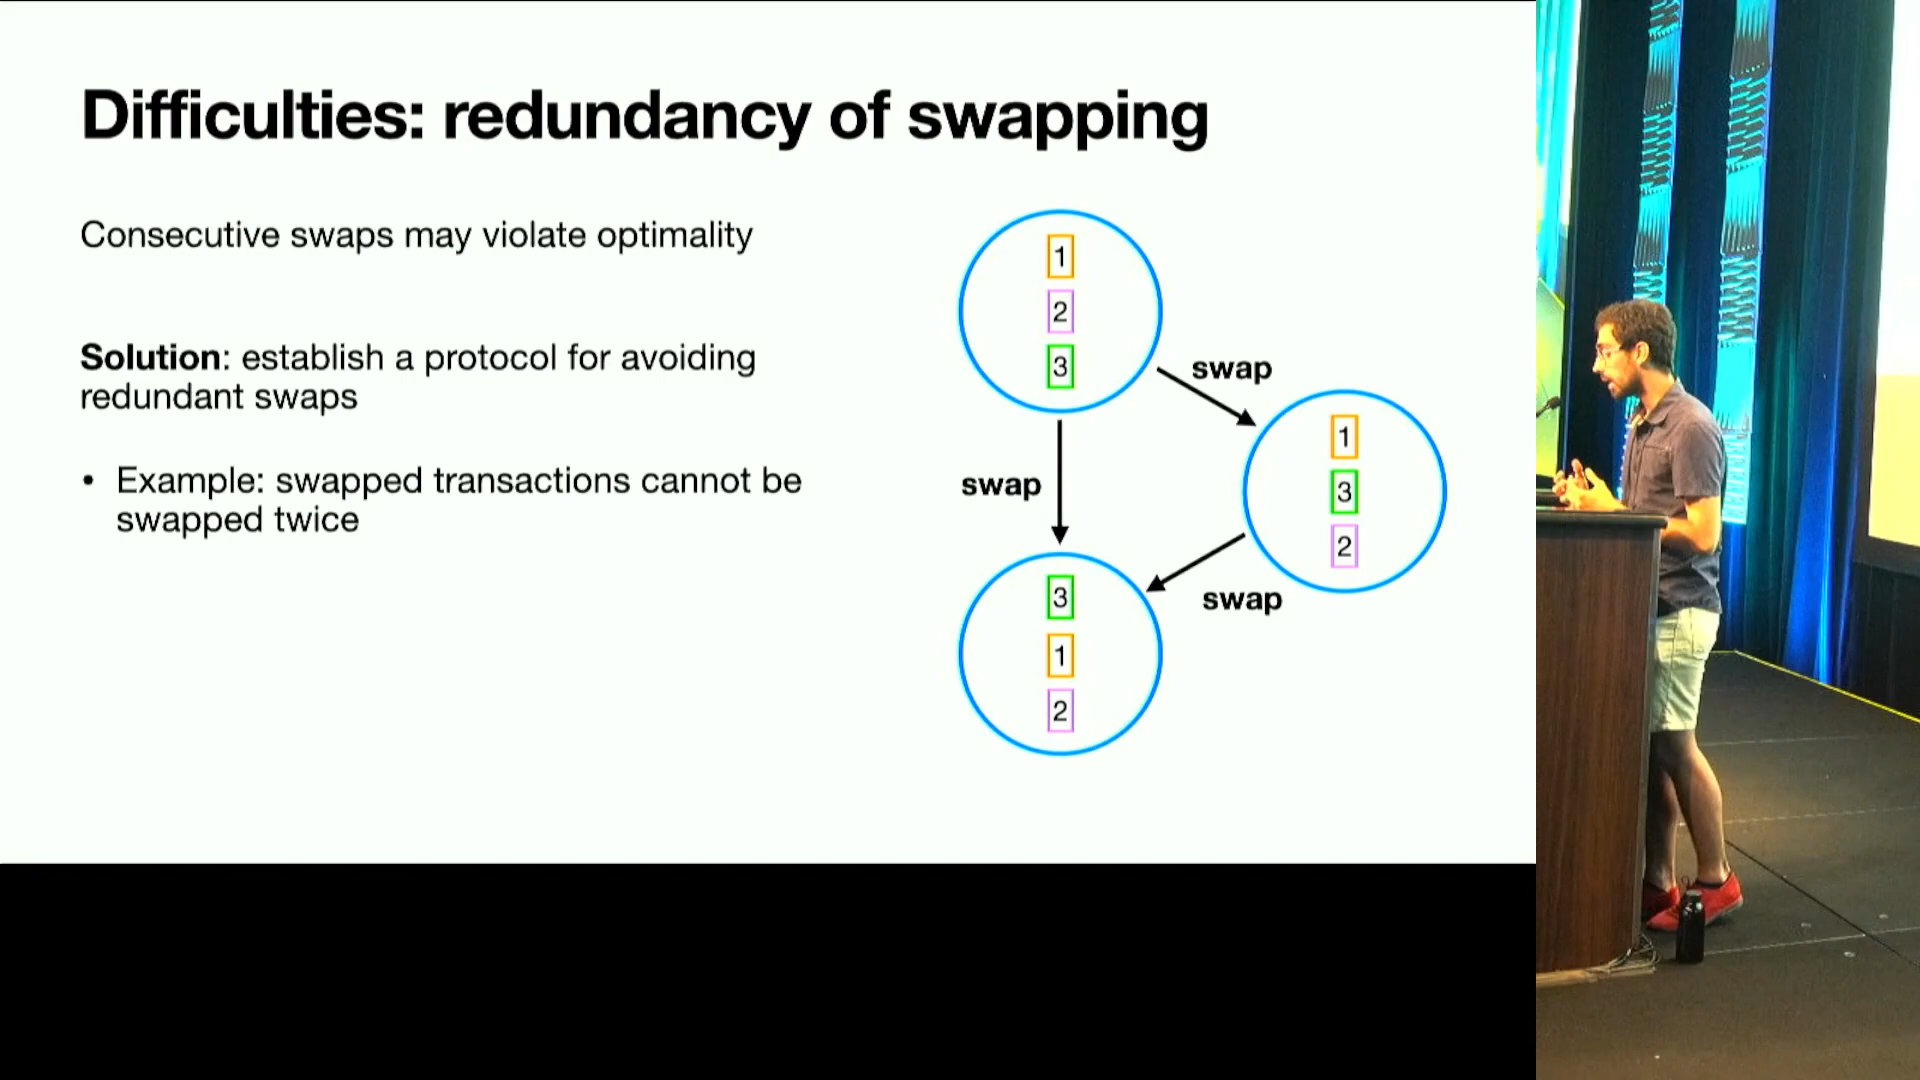 Difficulties: redundancy of swapping
Consecutive swaps may violate optimality
Solution: establish a protocol for avoiding
redundant swaps
• Example: swapped transactions cannot be
swapped twice
1
2
3
swap
swap
1
3
2
swap
3
1
2